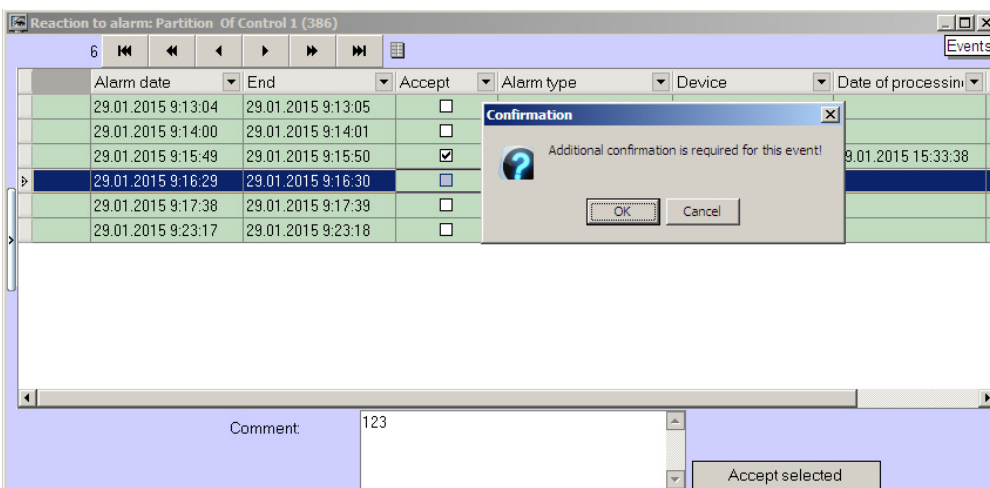 Reaction to alarm: Partition Of Control 1 (386)
6
Events
Alarm date End Accept Alarm type Device Date of processin
29.01.2015 9:13:04 29.01.2015 9:13:05
29.01.2015 9:14:00 29.01.2015 9:14:01
29.01.2015 9:15:49 29.01.2015 9:15:50 9.01.2015 15:33:38
29.01.2015 9:16:29 29.01.2015 9:16:30
29.01.2015 9:17:38 29.01.2015 9:17:39
29.01.2015 9:23:17 29.01.2015 9:23:18
Confirmation
Additional confirmation is required for this event!
OK Cancel
Comment: 123
Accept selected